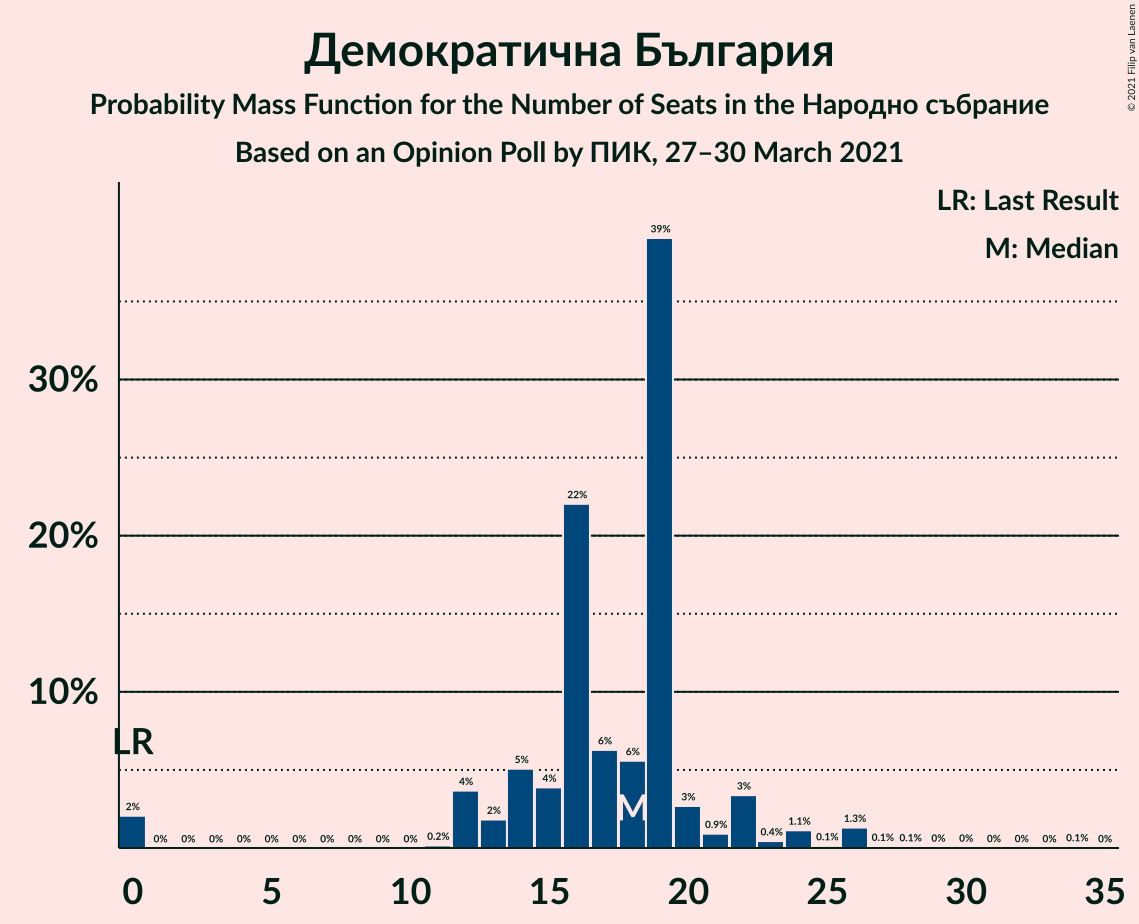 Демократична България
Probability Mass Function for the Number of Seats in the Народно събрание
Based on an Opinion Poll by ПИК, 27–30 March 2021
© 2021 Filip van Laenen
LR: Last Result
M: Median
39%
30%
22%
20%
10%
LR
6%
6%
5%
4%
4%
3%
3%
2%
2%
M
0% 0% 0% 0% 0% 0% 0% 0% 0% 0% 0.2% 0.9% 0.4% 1.1% 0.1% 1.3% 0.1% 0.1% 0% 0% 0% 0% 0% 0.1% 0%
0 5 10 15 20 25 30 35